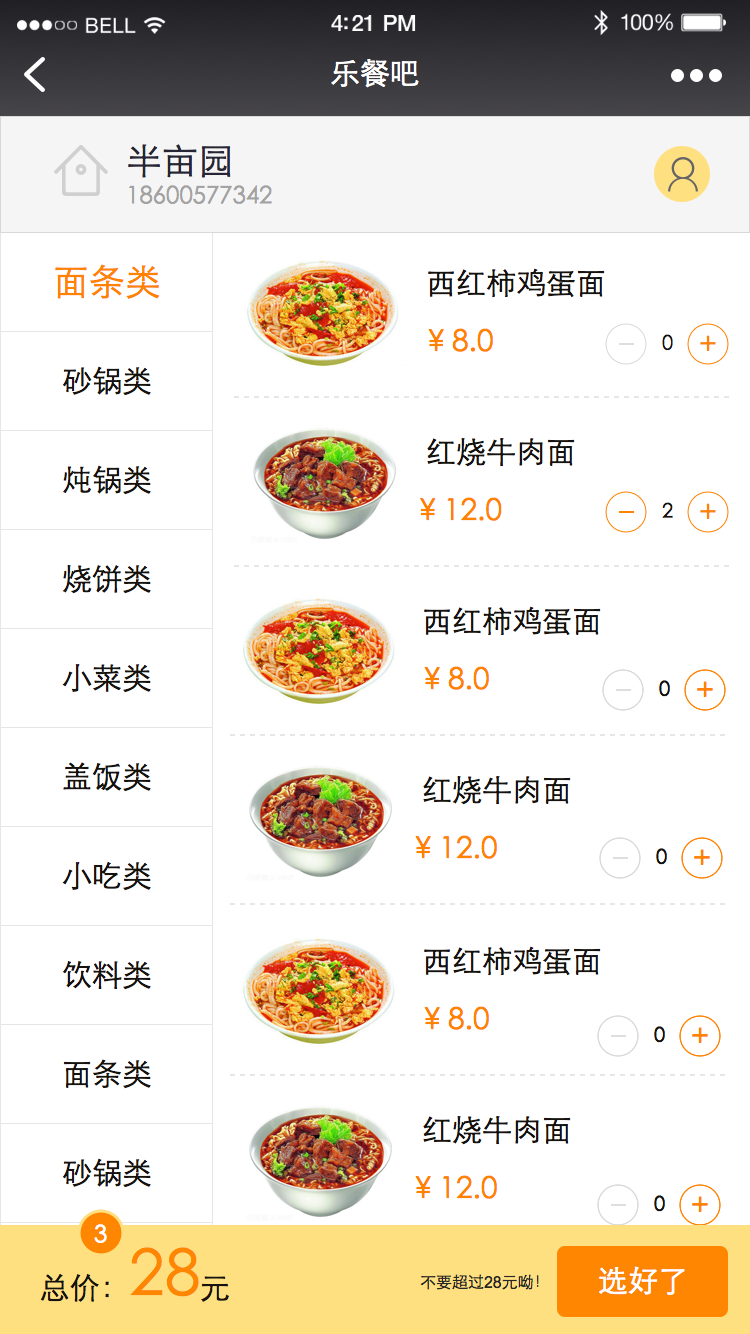 BELL 4:21 PM 100%
乐餐吧
半亩园
18600577342
面条类
砂锅类
炖锅类
烧饼类
小菜类
盖饭类
小吃类
饮料类
面条类
砂锅类
西红柿鸡蛋面
¥ 8.0 0
红烧牛肉面
¥ 12.0 2
西红柿鸡蛋面
¥ 8.0 0
红烧牛肉面
¥ 12.0 0
西红柿鸡蛋面
¥ 8.0 0
红烧牛肉面
¥ 12.0 0
3
总价：28元
不要超过28元呦！
选好了